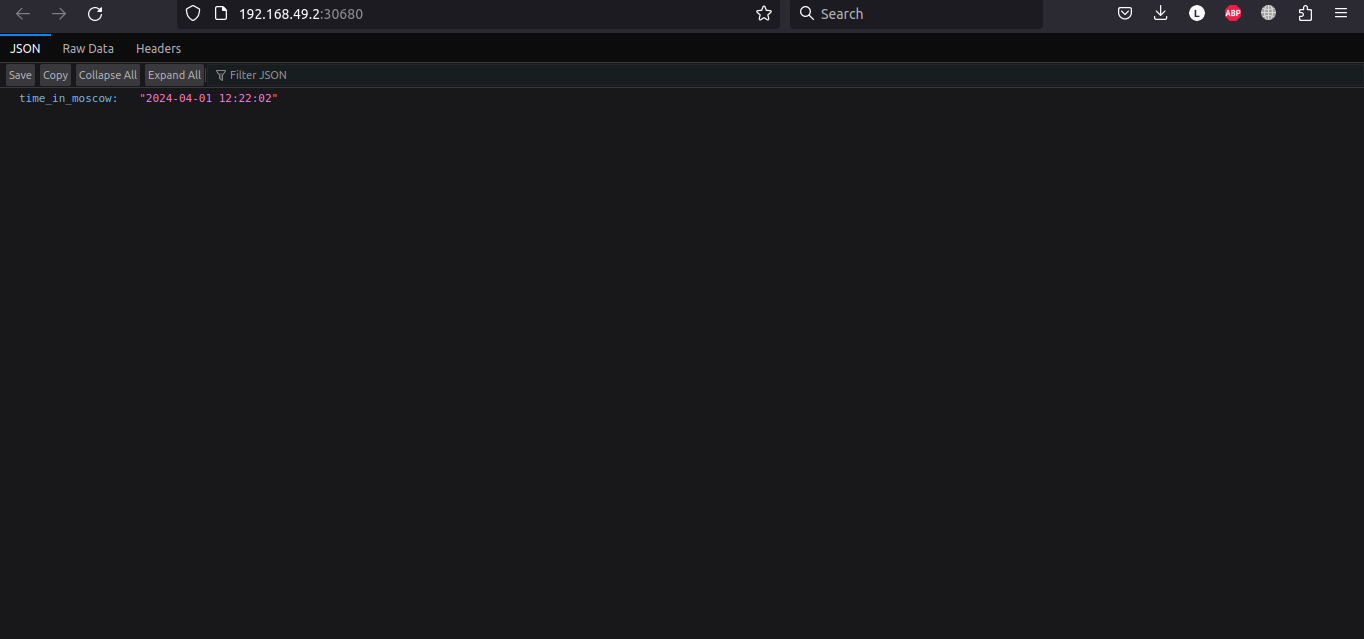 192.168.49.2:30680 Search L ABP
JSON Raw Data Headers
Save Copy Collapse All Expand All Filter JSON
time_in_moscow: "2024-04-01 12:22:02"